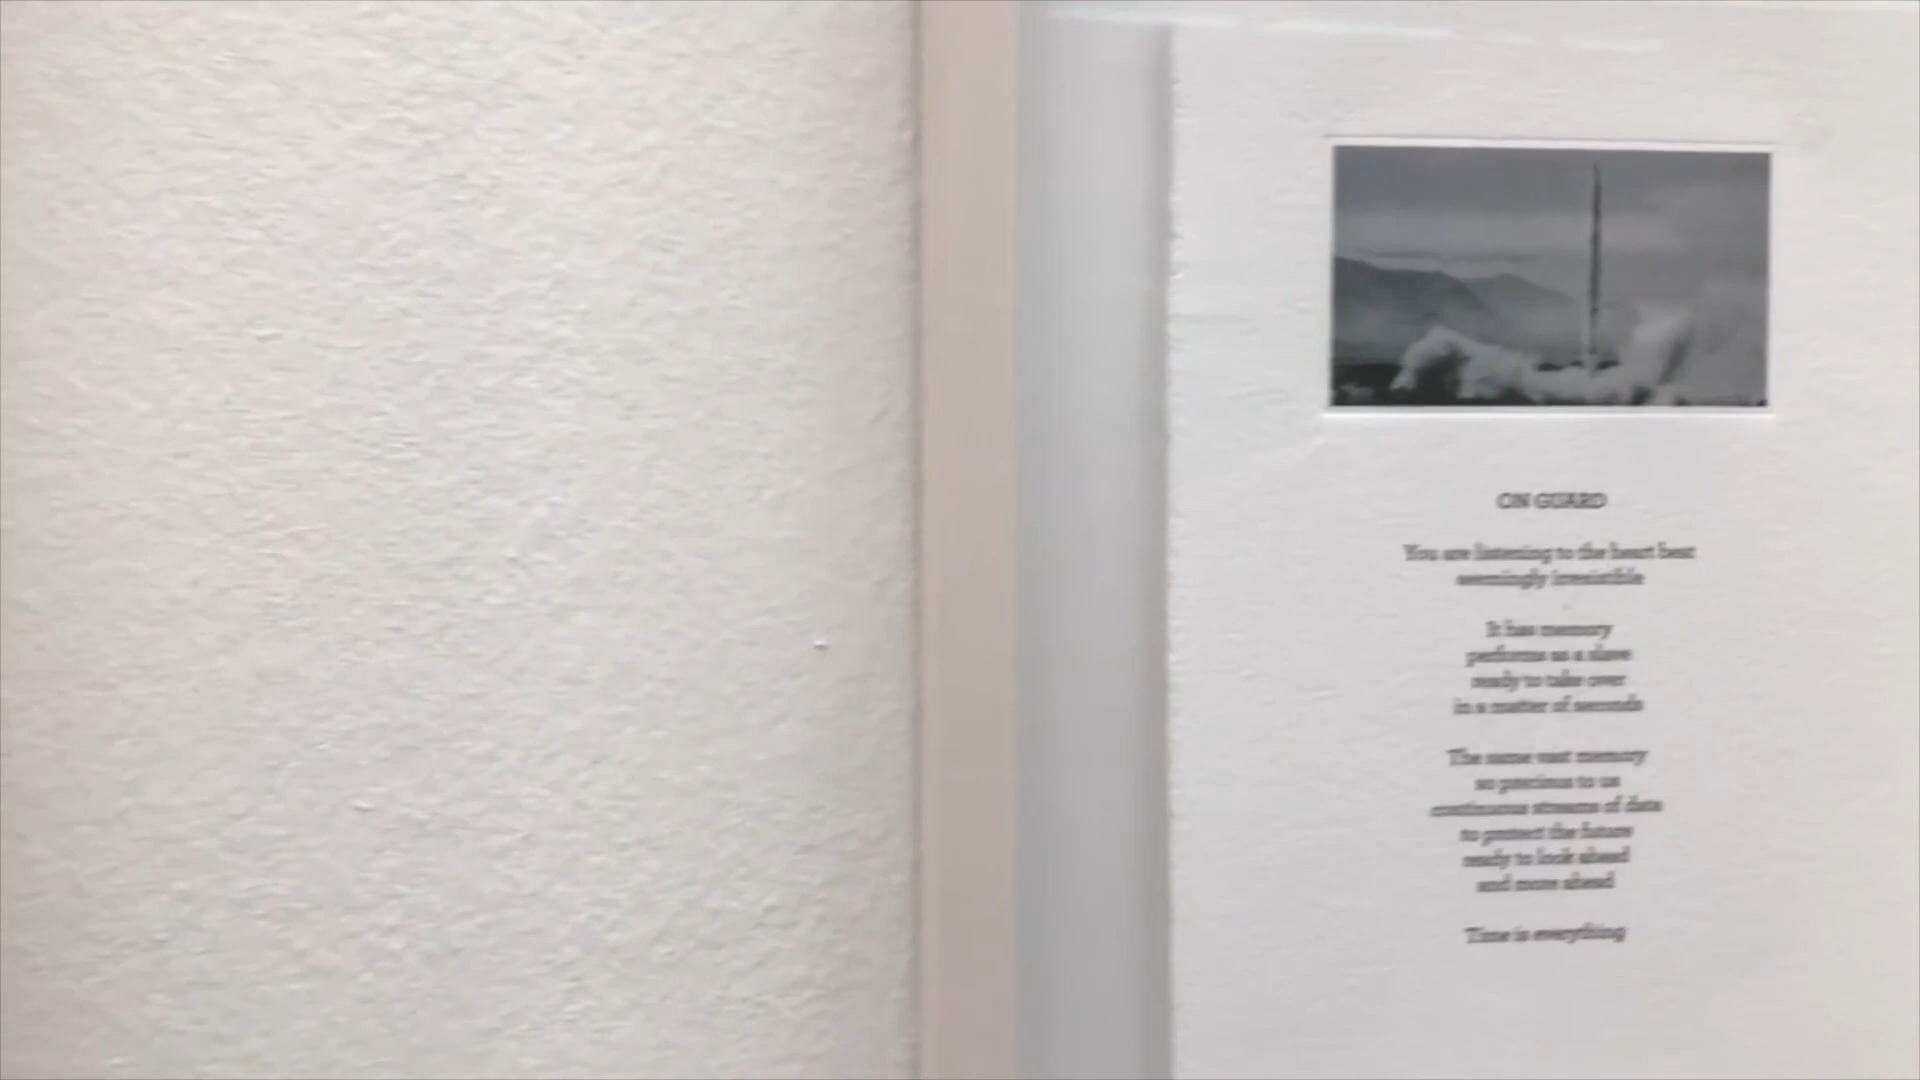 ON GUARD
You are listening to the heart beat
seemingly irresistible
It has memory
performs as a slave
ready to take over
in a matter of seconds
The same vast memory
so precious to us
continuous streams of data
to protect the future
ready to look ahead
and more ahead
Time is everything